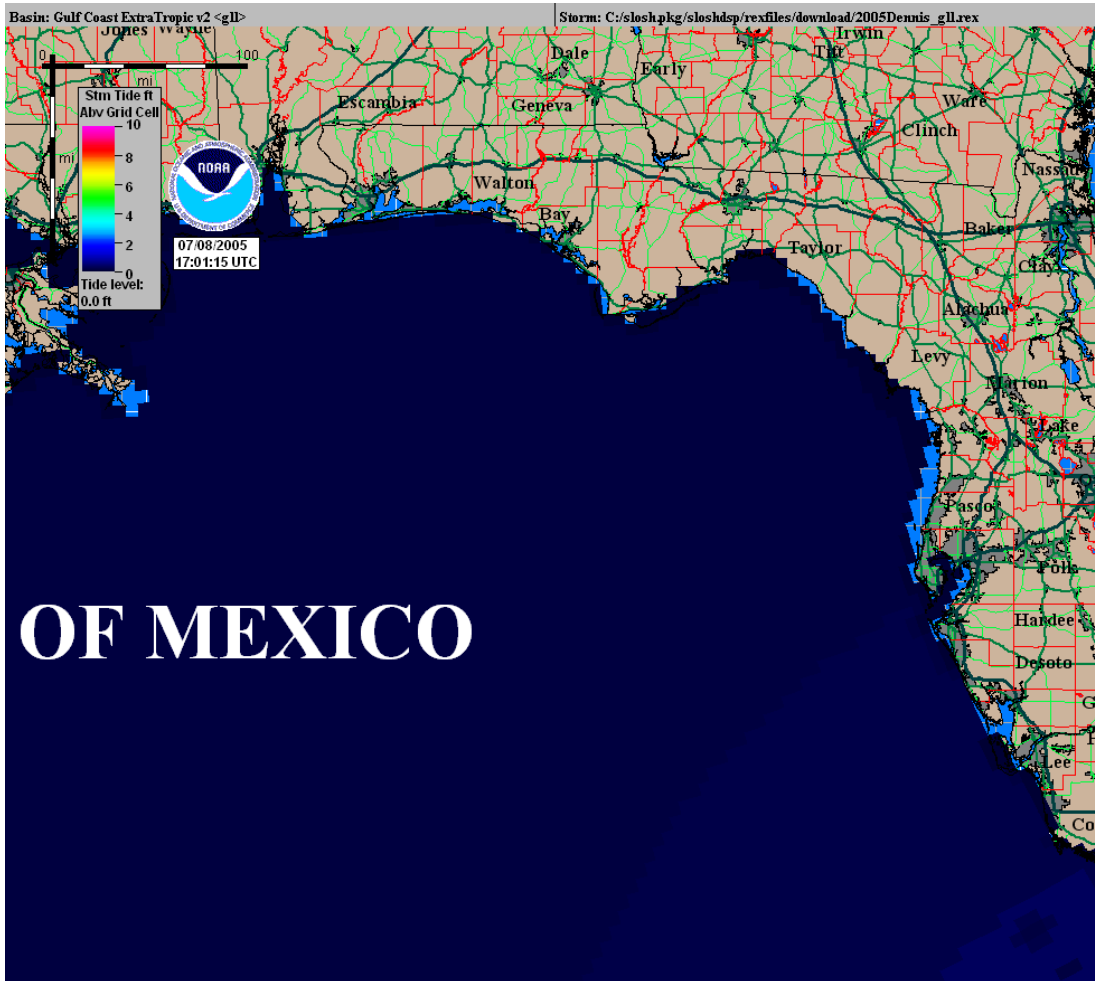 Basin: Gulf Coast ExtraTropic v2 <gll>
Storm: C:/slosh.pkg/sloshdsp/rexfiles/download/2005Dennis_gll.rex
Jones Wayne
Irwin
Tift
0 100
mi
Dale
Early
Stm Tide ft
Abv Grid Cell
10
8
6
4
2
0
Tide level:
0.0 ft
mi
Escambia
Geneva
Ware
Clinch
NOAA
Nassau
Walton
Bay
Baker
07/08/2005
17:01:15 UTC
Taylor
Clay
Alachua
Levy
Marion
Lake
Pasco
Polk
OF MEXICO
Hardee
Desoto
G
Lee
Co